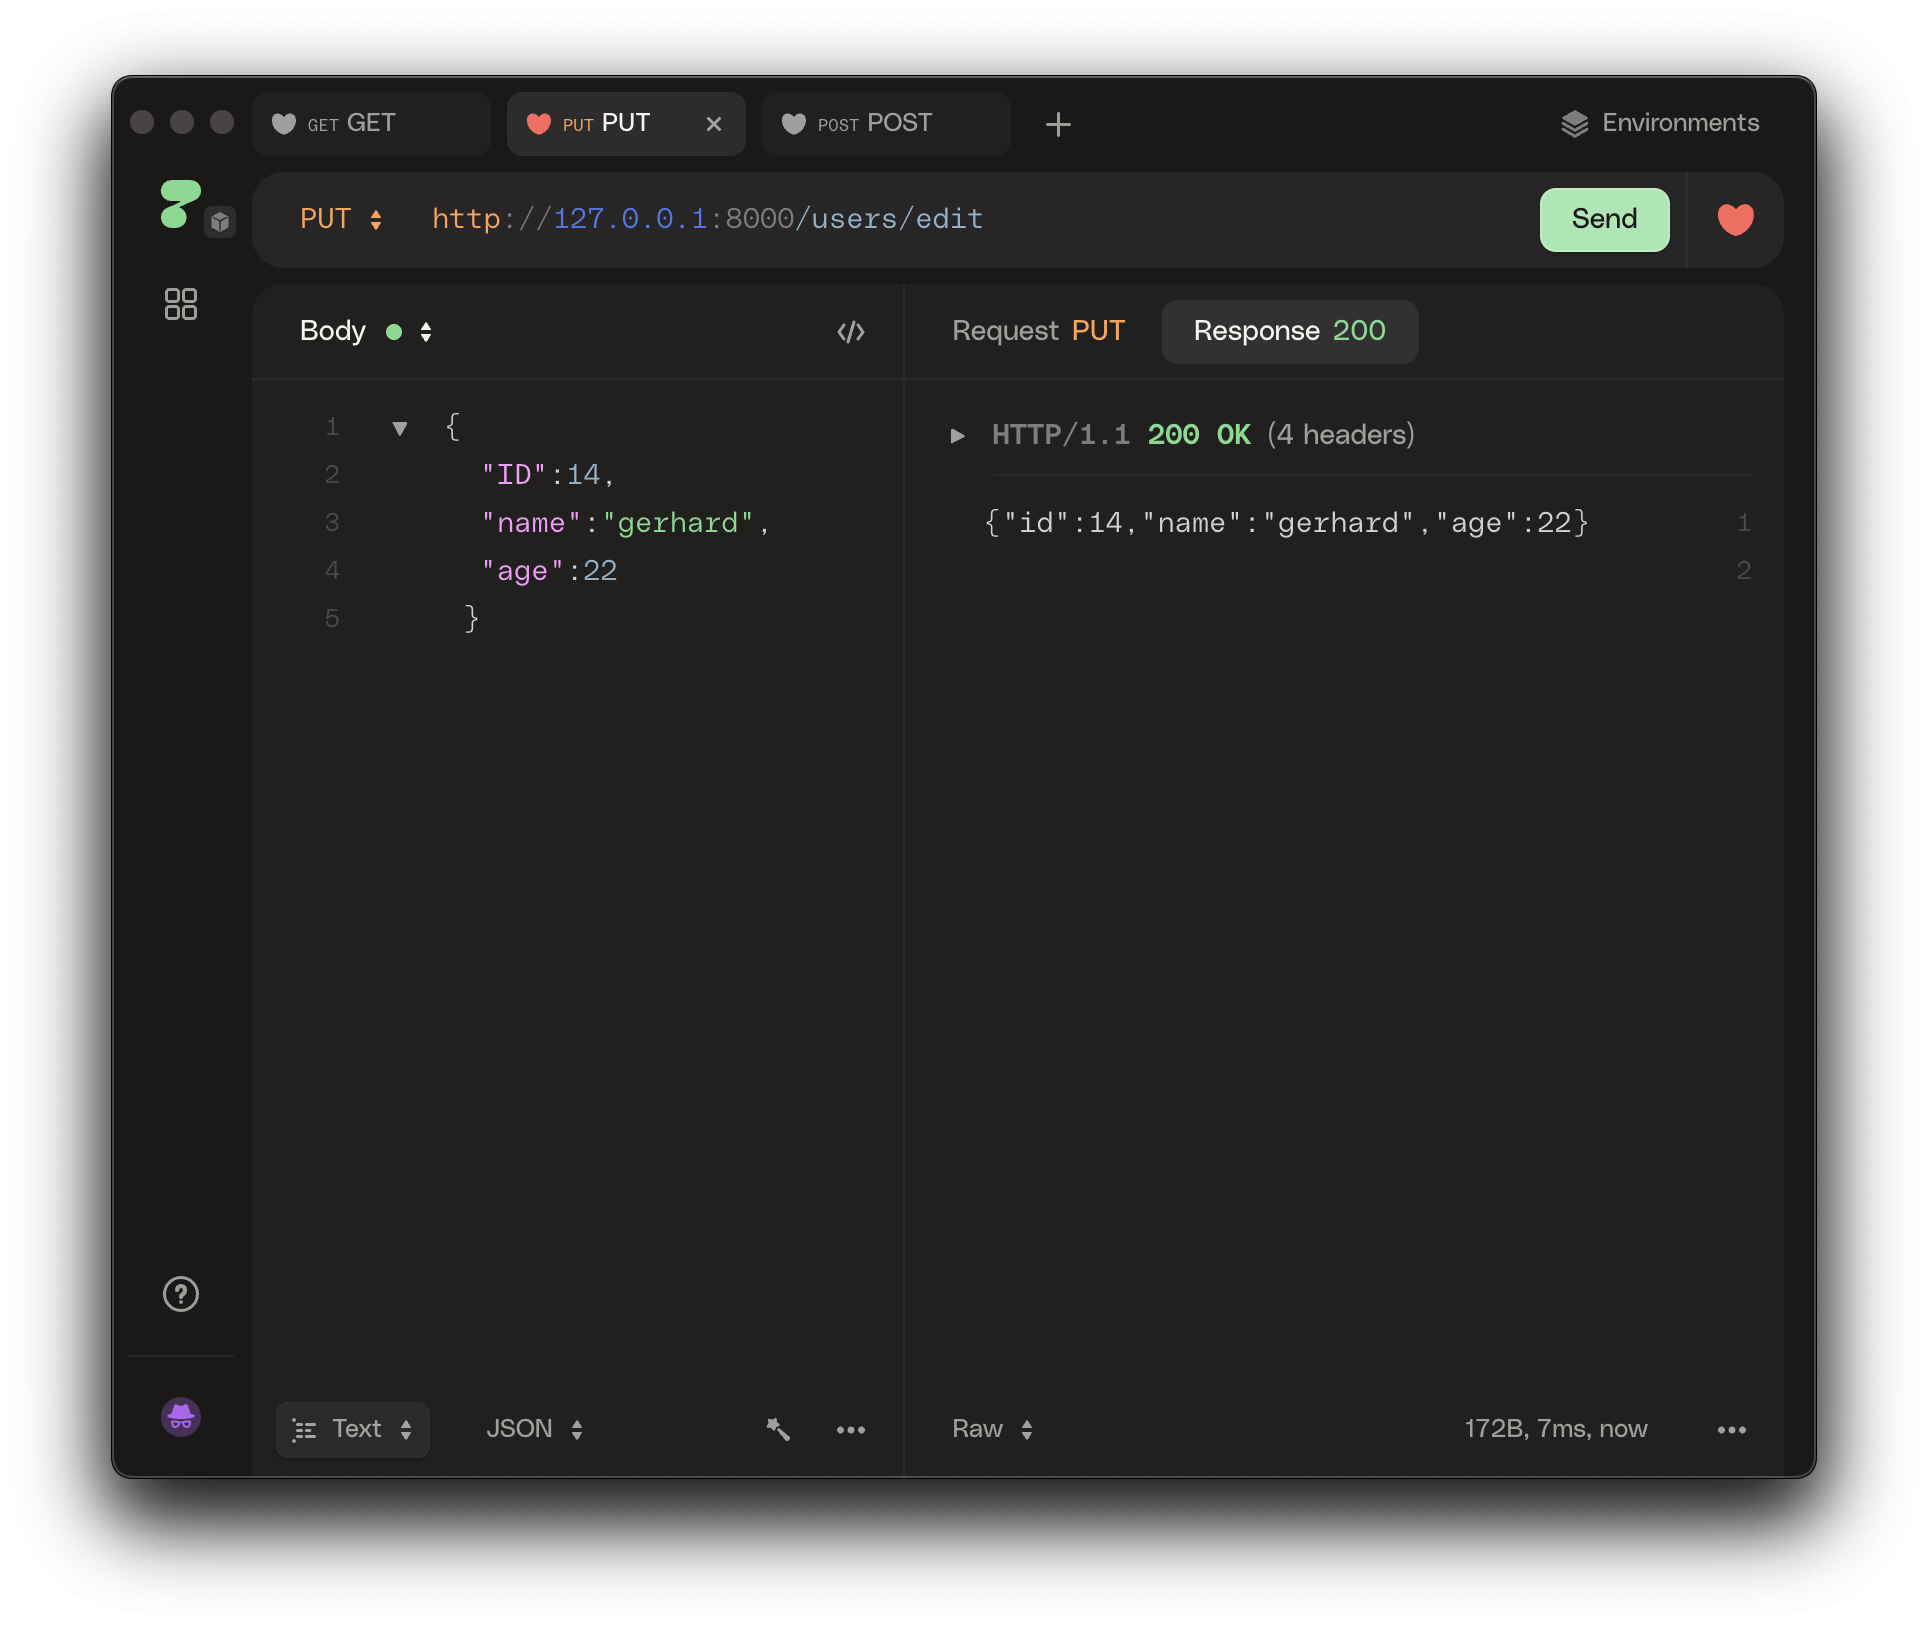 GET GET
PUT PUT
POST POST
Environments
PUT http://127.0.0.1:8000/users/edit
Send
Body
Request PUT
Response 200
1 {
2 "ID":14,
3 "name":"gerhard",
4 "age":22
5 }
HTTP/1.1 200 OK (4 headers)
{"id":14,"name":"gerhard","age":22} 1
2
Text
JSON
Raw
172B, 7ms, now